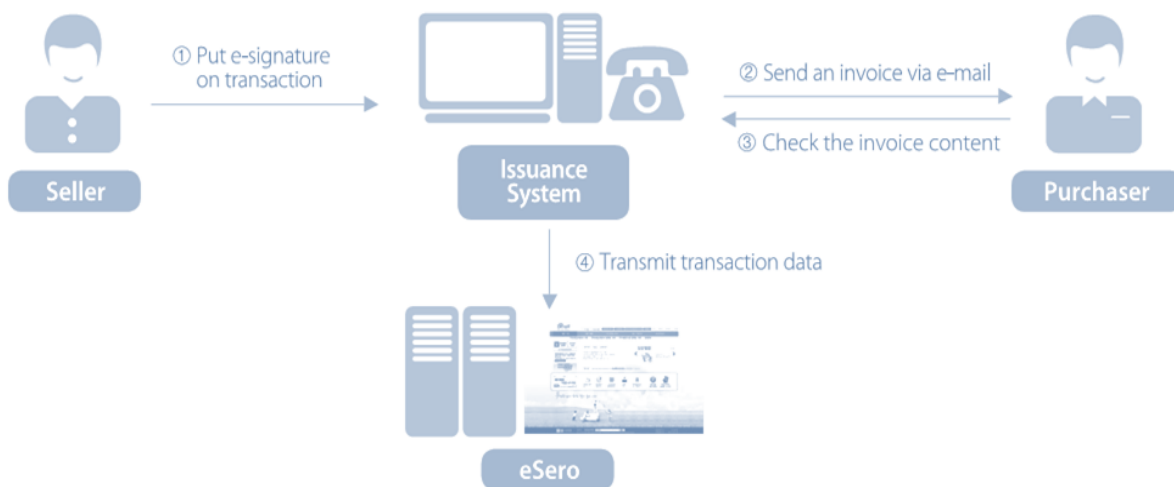 ① Put e-signature
on transaction
② Send an invoice via e-mail
③ Check the invoice content
Seller
Issuance
System
Purchaser
④ Transmit transaction data
eSero